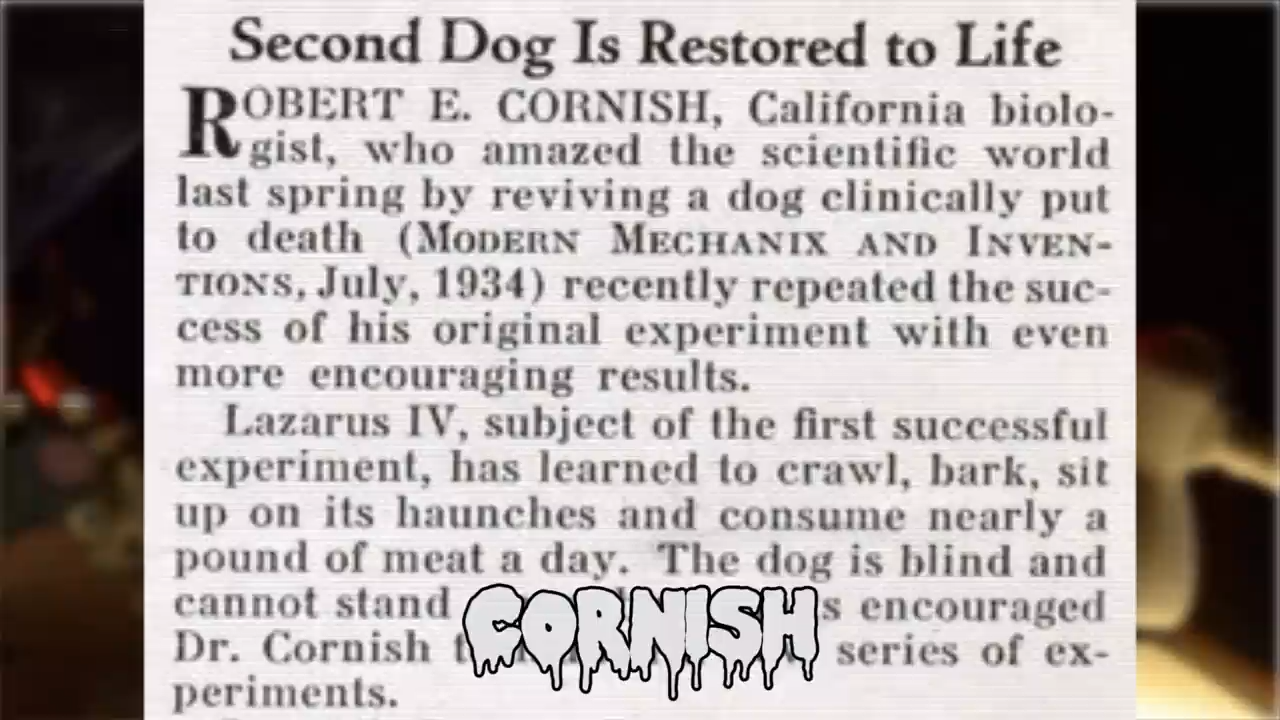 Second Dog Is Restored to Life
ROBERT E. CORNISH, California biolo-
gist, who amazed the scientific world
last spring by reviving a dog clinically put
to death (MODERN MECHANIX AND INVEN-
TIONS, July, 1934) recently repeated the suc-
cess of his original experiment with even
more encouraging results.
Lazarus IV, subject of the first successful
experiment, has learned to crawl, bark, sit
up on its haunches and consume nearly a
pound of meat a day. The dog is blind and
cannot stand encouraged
CORNISH
Dr. Cornish series of ex-
periments.